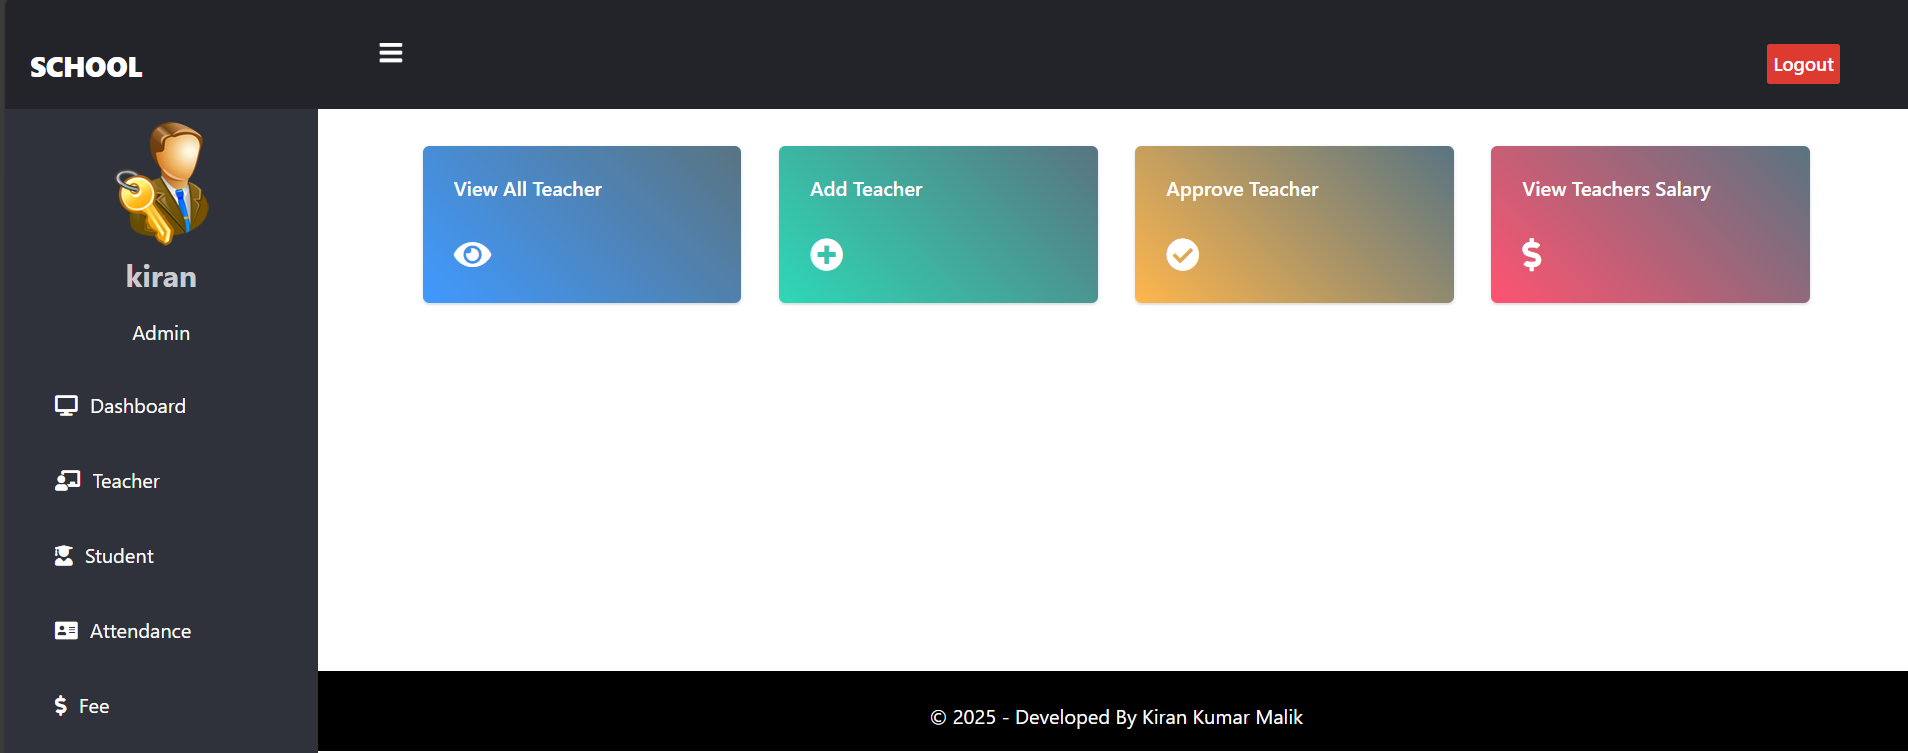 SCHOOL
Logout
kiran
Admin
Dashboard
Teacher
Student
Attendance
Fee
View All Teacher
Add Teacher
Approve Teacher
View Teachers Salary
© 2025 - Developed By Kiran Kumar Malik